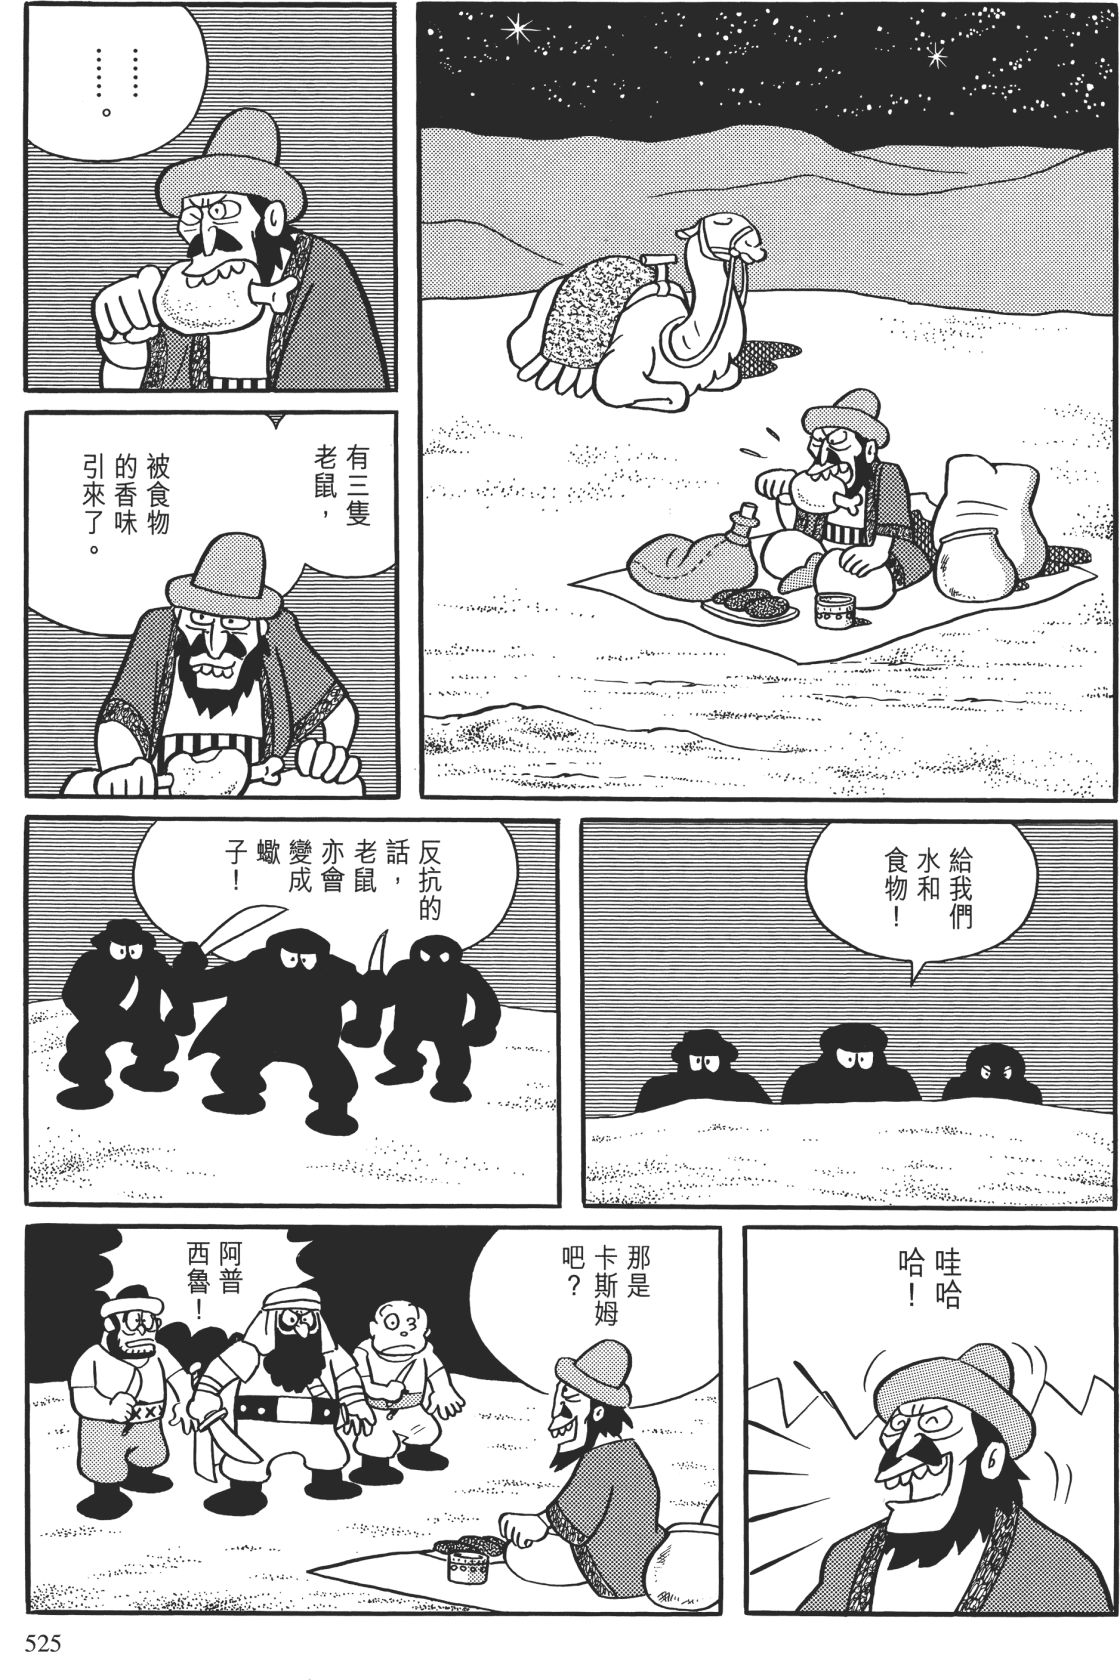 ⋯⋯
⋯⋯。
有三隻
老鼠，
被食物
的香味
引來了。
給我們
水和
食物！
反抗的
話，
老鼠
亦會
變成
蠍
子！
哇哈
哈！
那是
卡斯姆
吧？
阿普
西魯！
525